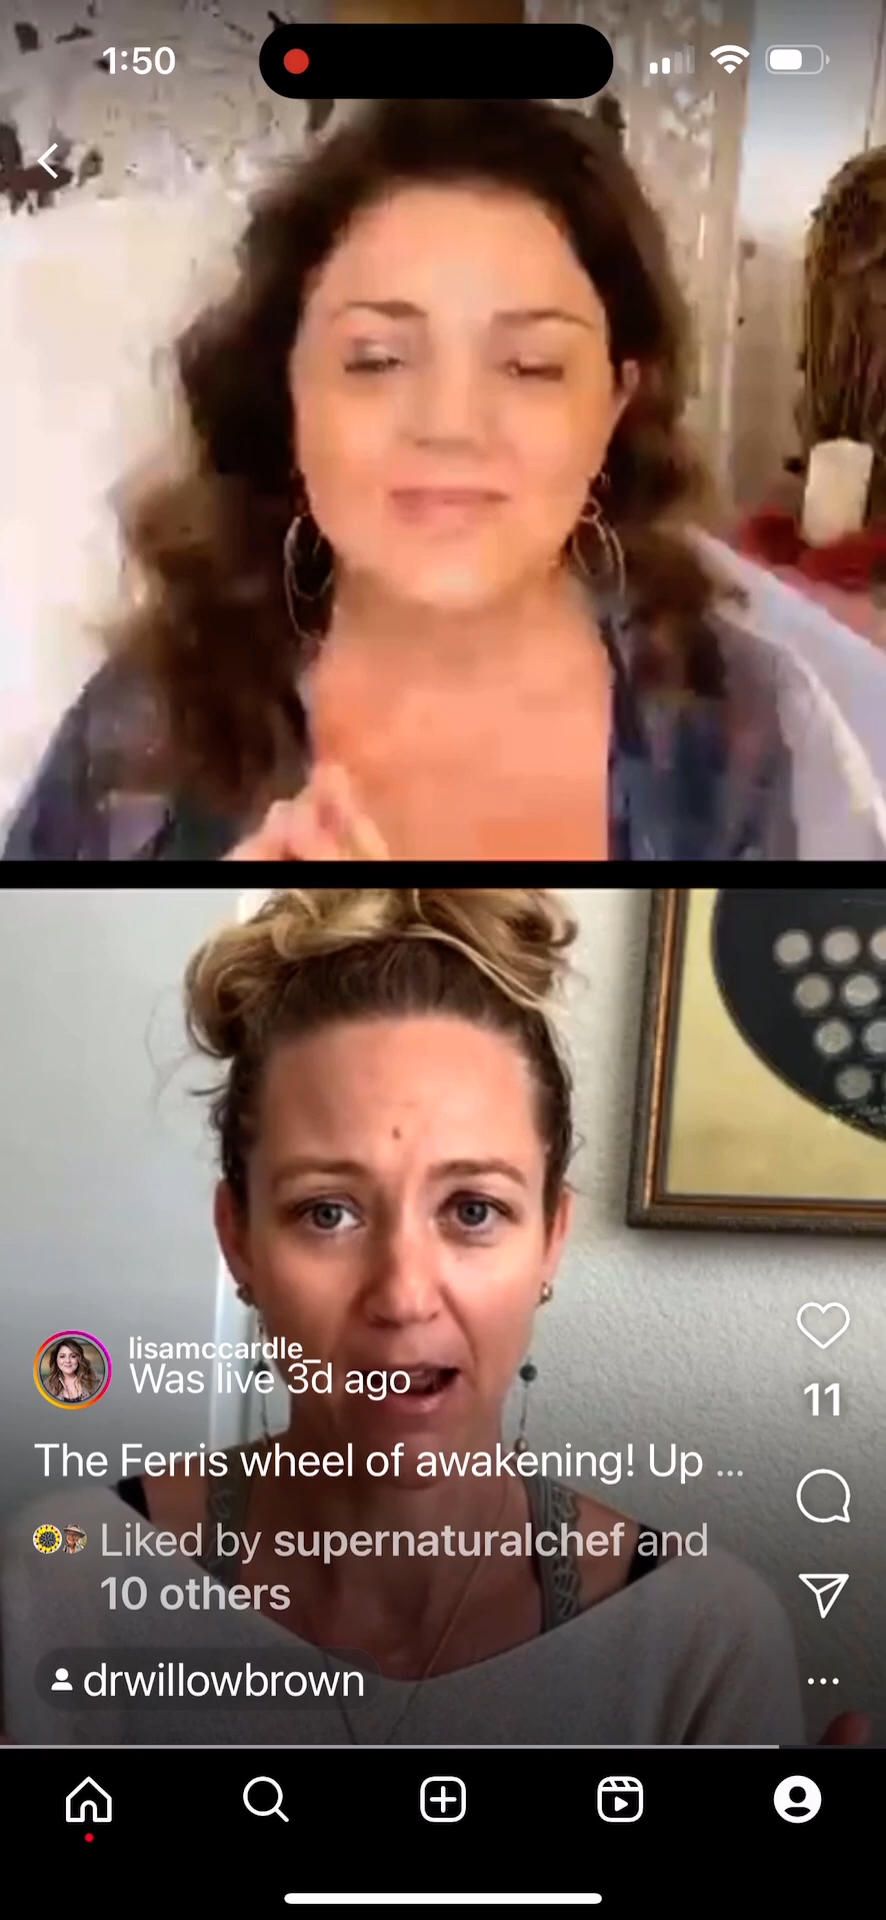 1:50
lisamccardle_
Was live 3d ago
The Ferris wheel of awakening! Up ...
11
Liked by supernaturalchef and
10 others
drwillowbrown